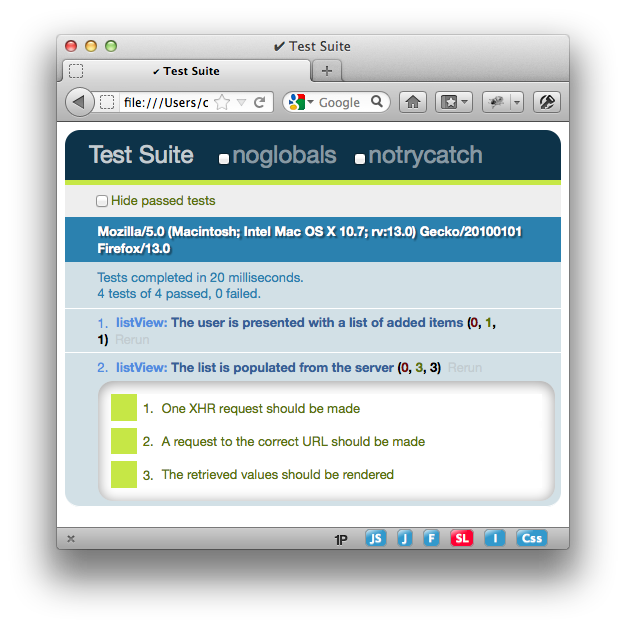 ✔ Test Suite
✔ Test Suite
file:///Users/c
Google
Test Suite noglobals notrycatch
Hide passed tests
Mozilla/5.0 (Macintosh; Intel Mac OS X 10.7; rv:13.0) Gecko/20100101
Firefox/13.0
Tests completed in 20 milliseconds.
4 tests of 4 passed, 0 failed.
1. listView: The user is presented with a list of added items (0, 1,
1) Rerun
2. listView: The list is populated from the server (0, 3, 3) Rerun
1. One XHR request should be made
2. A request to the correct URL should be made
3. The retrieved values should be rendered
1P JS J F SL I Css